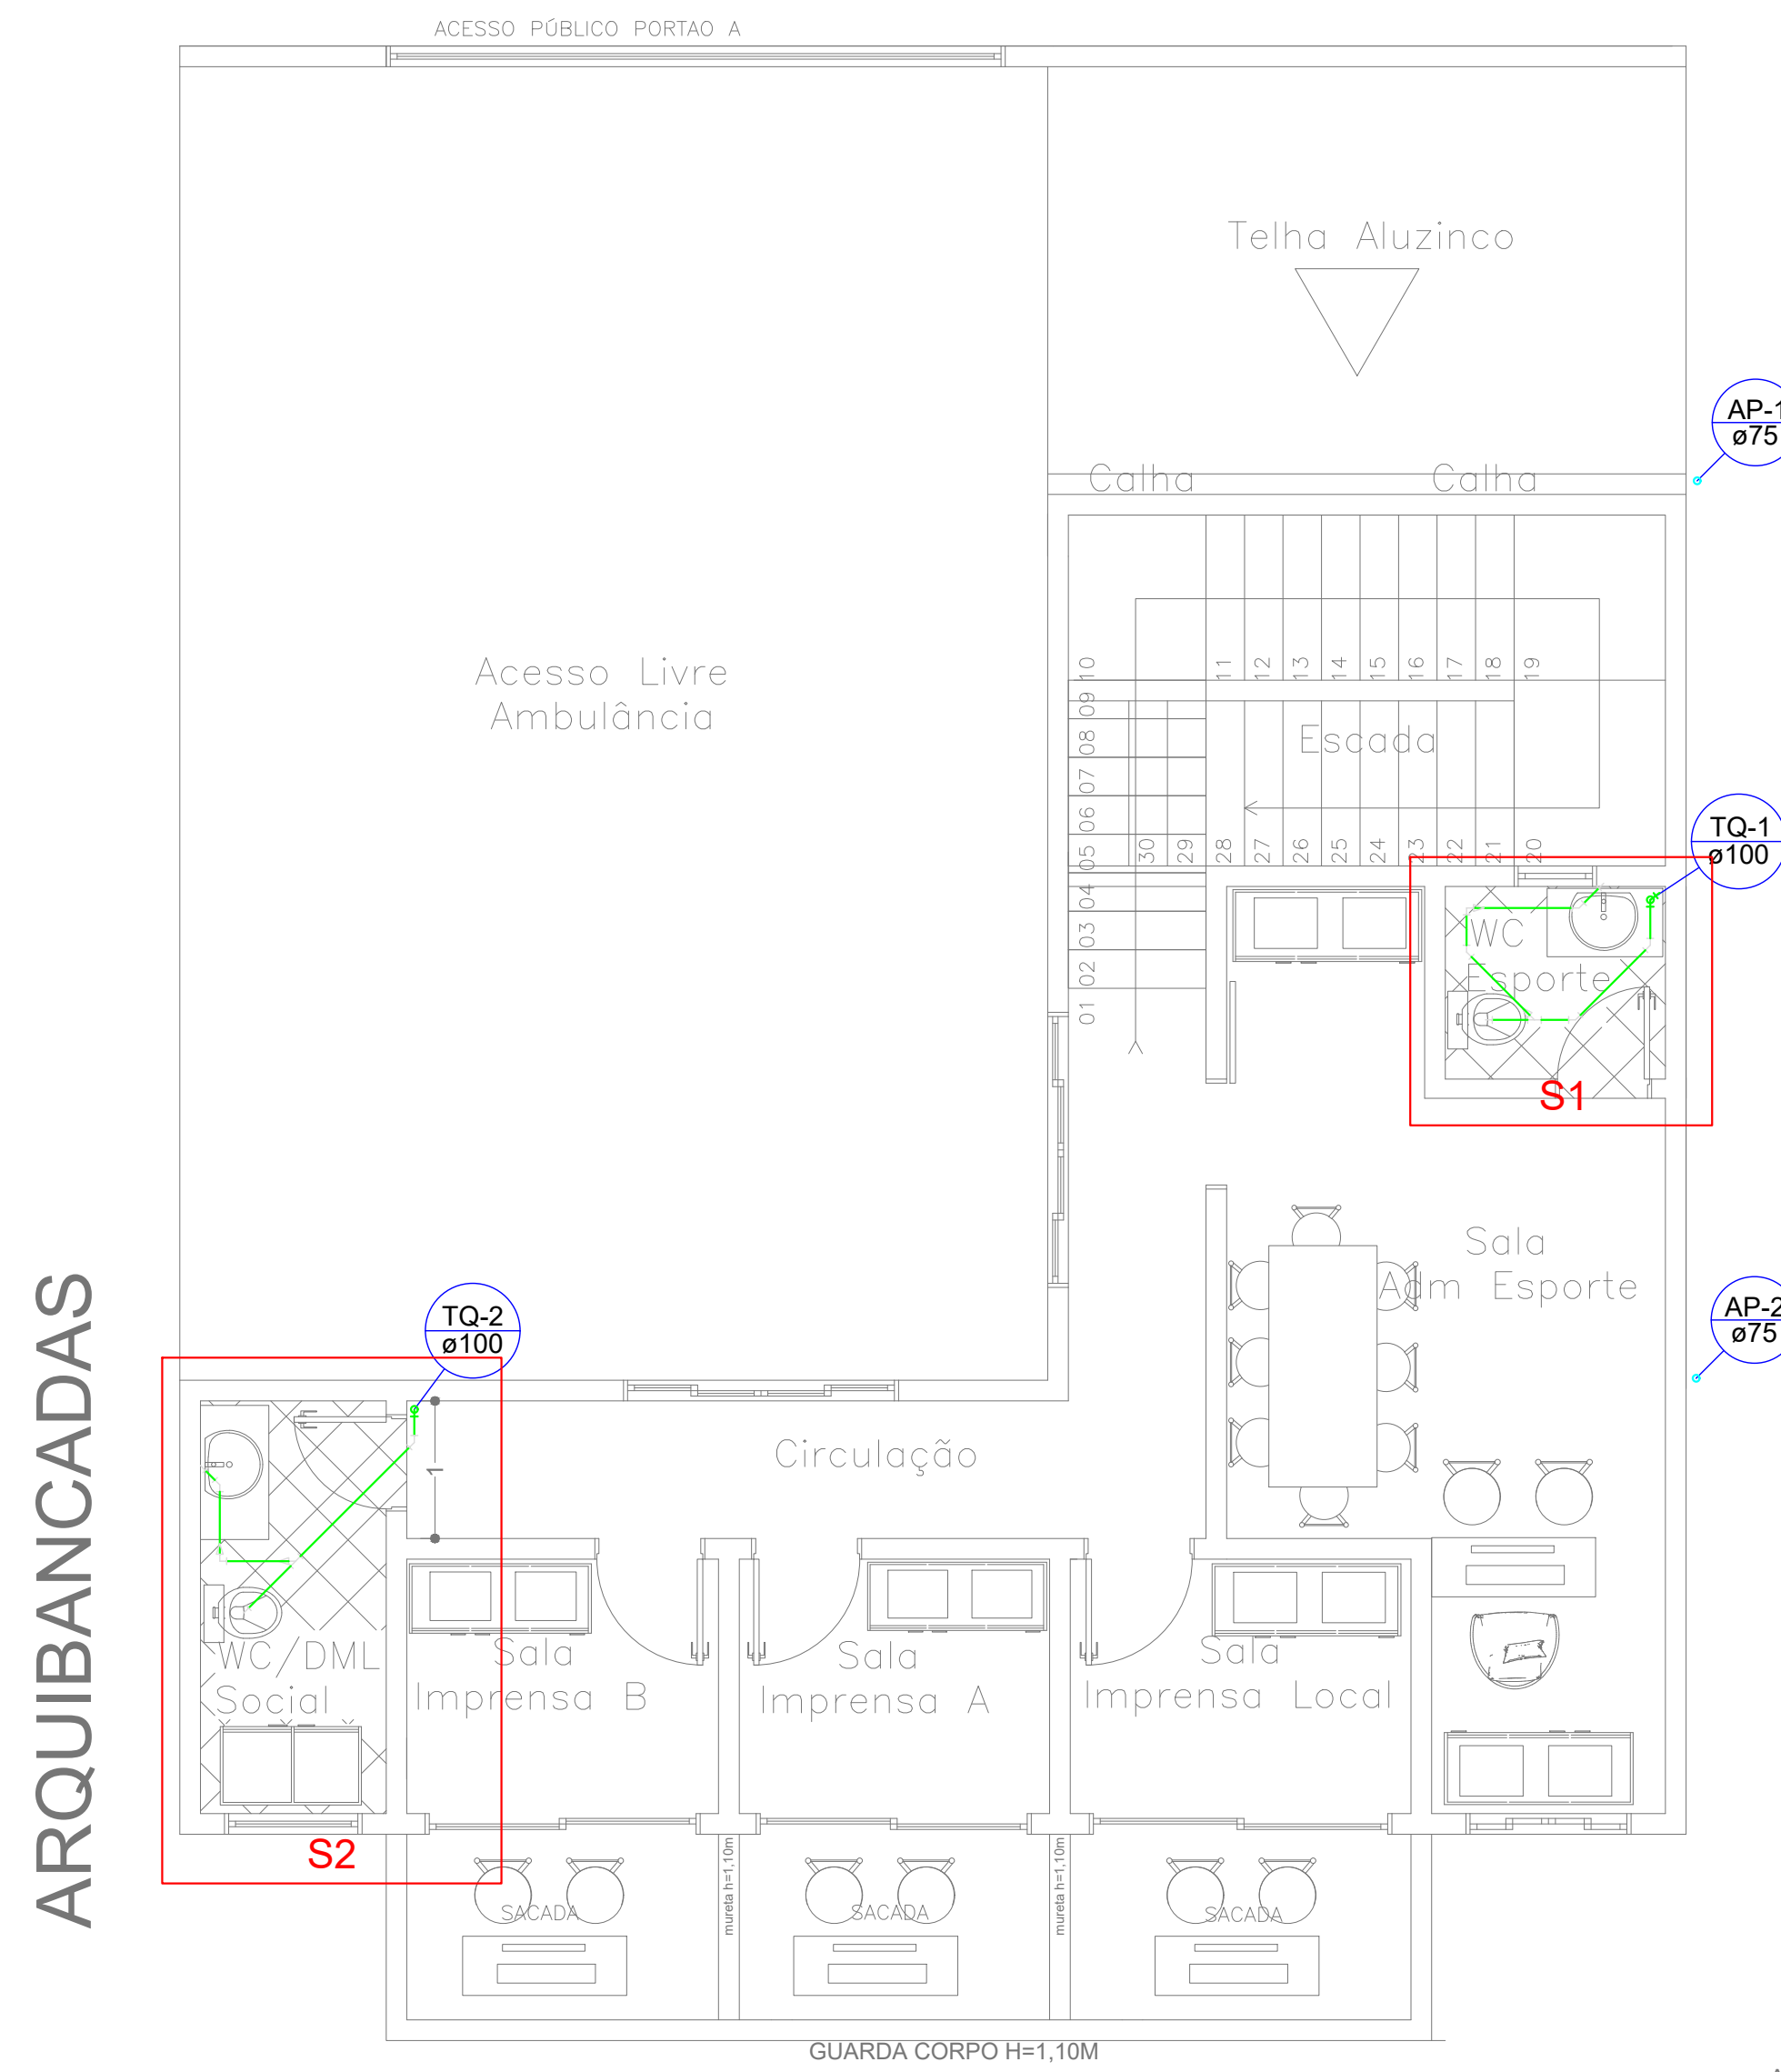 ACESSO PÚBLICO PORTAO A
Telha Aluzinco
AP-1
ø75
Calha
Calha
Acesso Livre
Ambulância
10
11
12
13
14
15
16
17
18
19
09
08
07
06
05
04
03
02
01
Escada
30
29
28
27
26
25
24
23
22
21
20
TQ-1
ø100
WC
Esporte
S1
Sala
Adm Esporte
AP-2
ø75
TQ-2
ø100
ARQUIBANCADAS
1
Circulação
WC/DML
Social
Sala
Imprensa B
Sala
Imprensa A
Sala
Imprensa Local
S2
mureta h=1,10m
mureta h=1,10m
SACADA
SACADA
SACADA
GUARDA CORPO H=1,10M